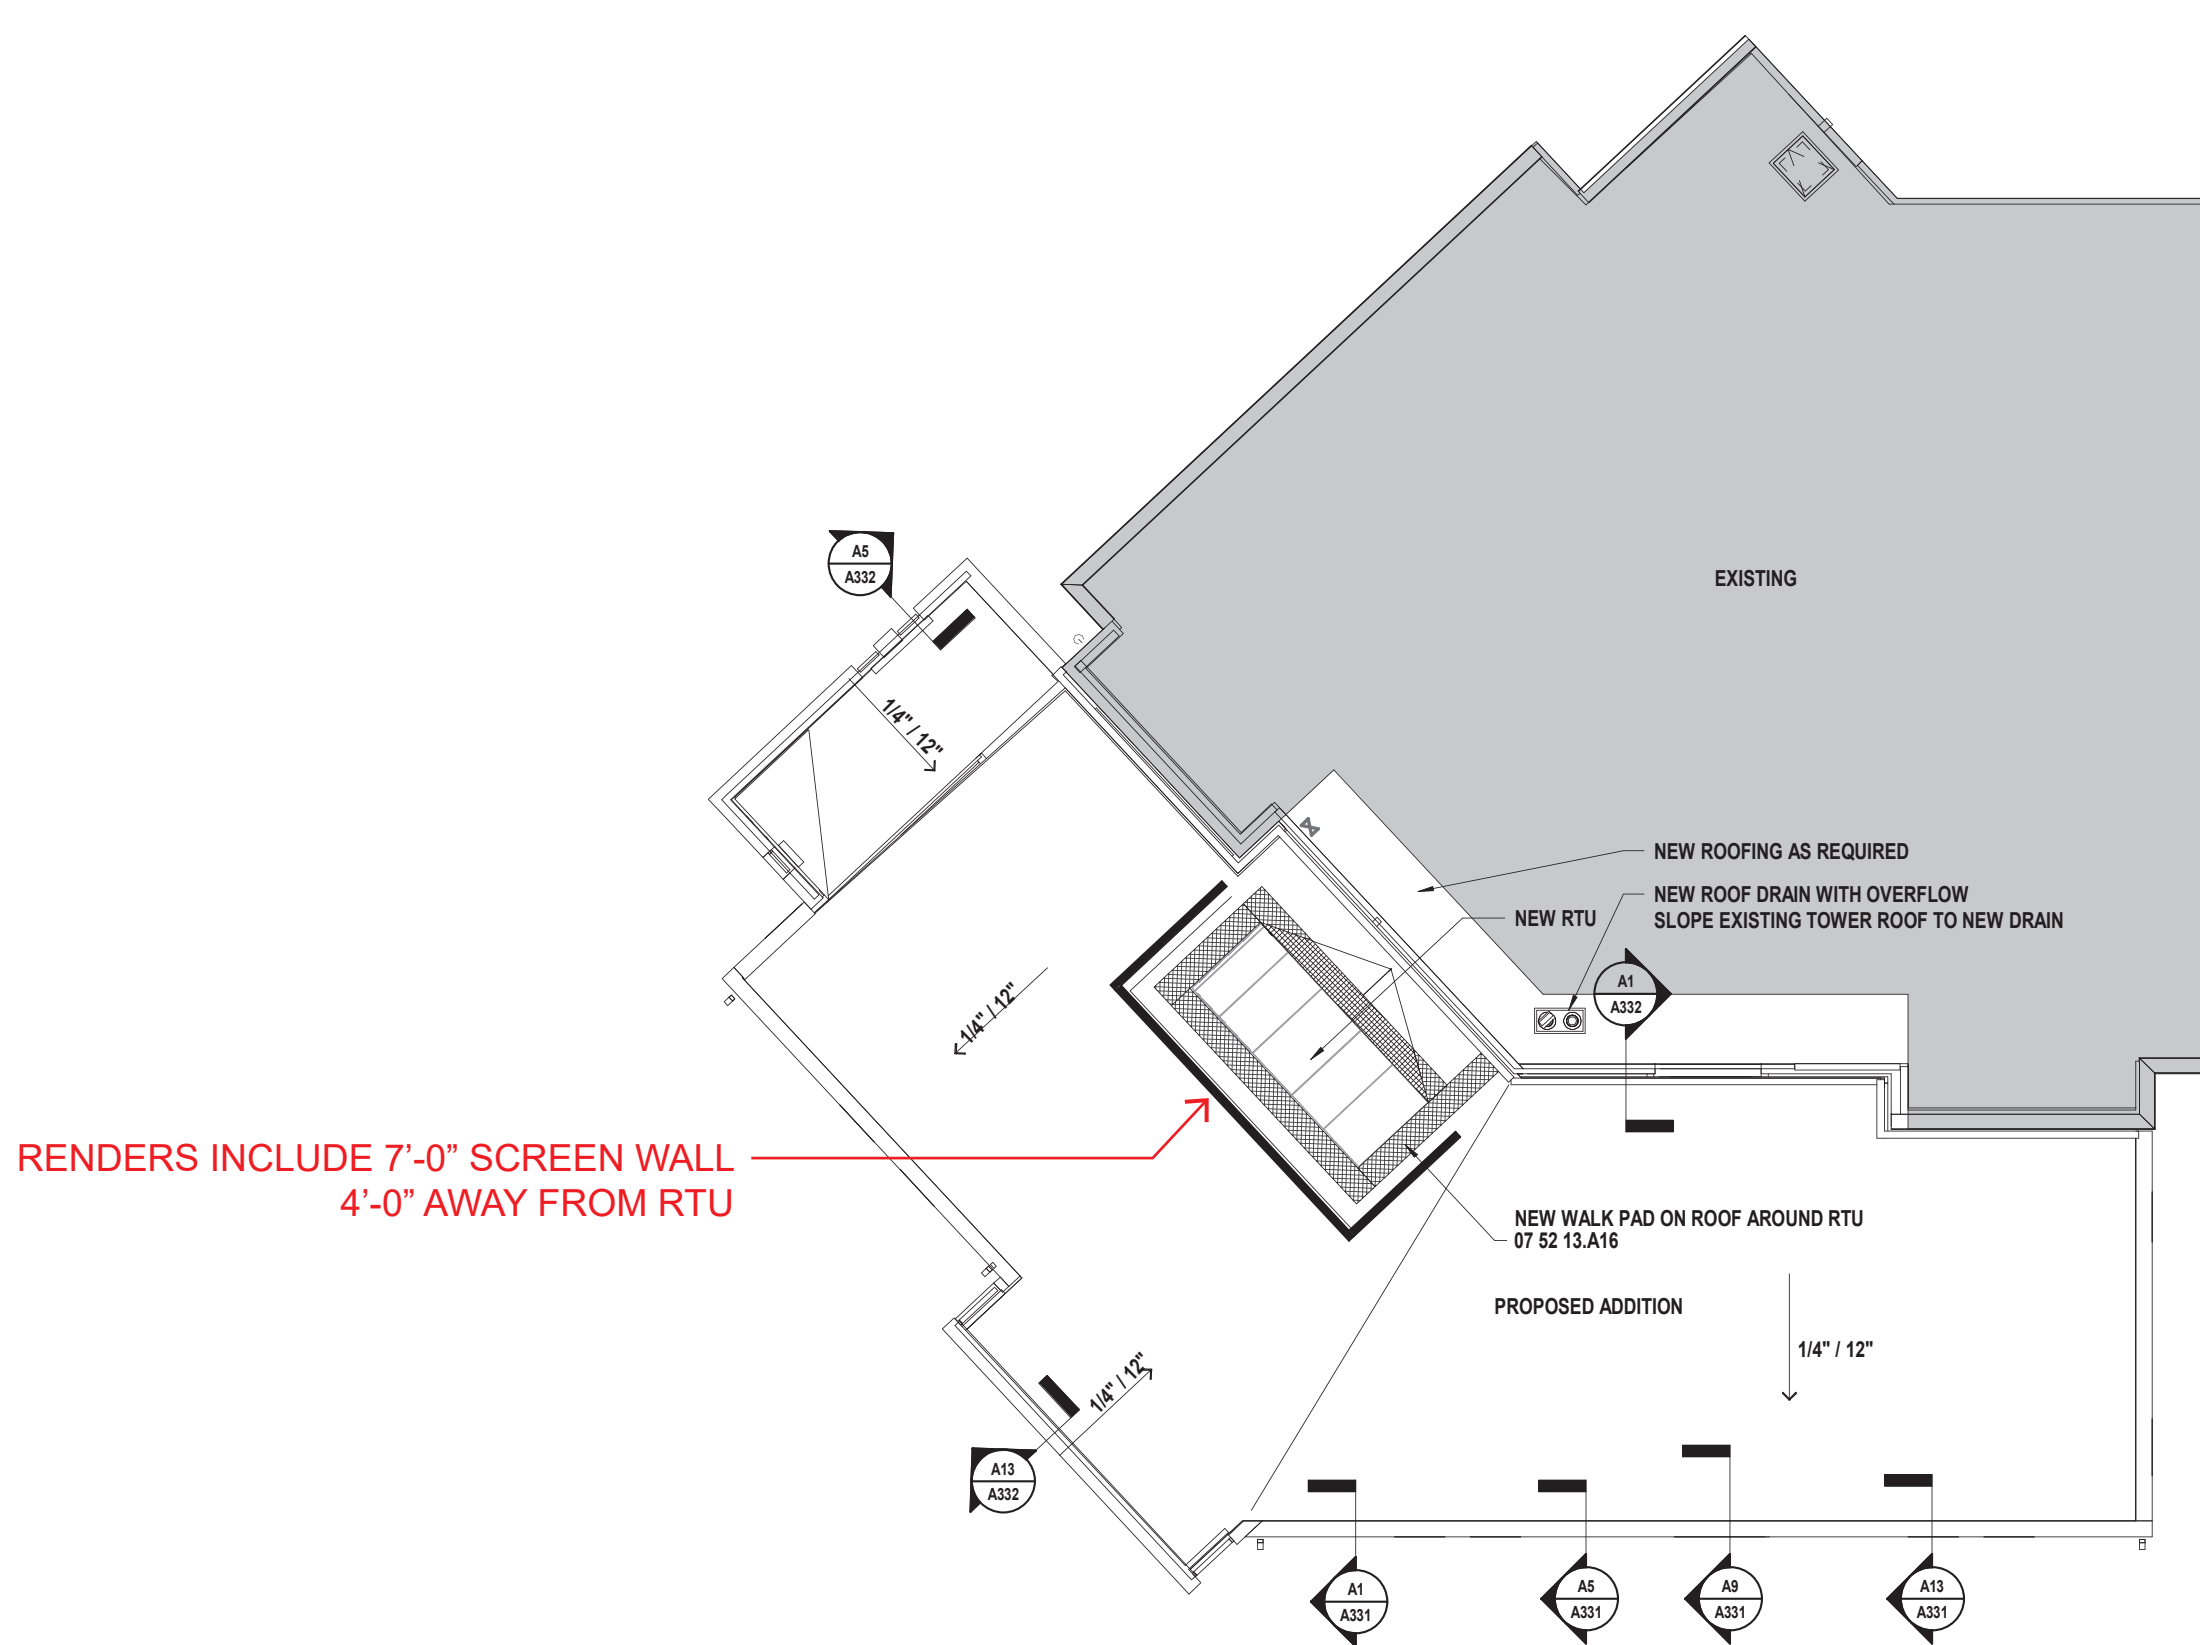 A5
A332
EXISTING
1/4" / 12"
NEW ROOFING AS REQUIRED
NEW ROOF DRAIN WITH OVERFLOW
SLOPE EXISTING TOWER ROOF TO NEW DRAIN
NEW RTU
A1
A332
1/4" / 12"
RENDERS INCLUDE 7’-0” SCREEN WALL
4’-0” AWAY FROM RTU
NEW WALK PAD ON ROOF AROUND RTU
07 52 13.A16
PROPOSED ADDITION
1/4" / 12"
1/4" / 12"
A13
A332
A1
A331
A5
A331
A9
A331
A13
A331